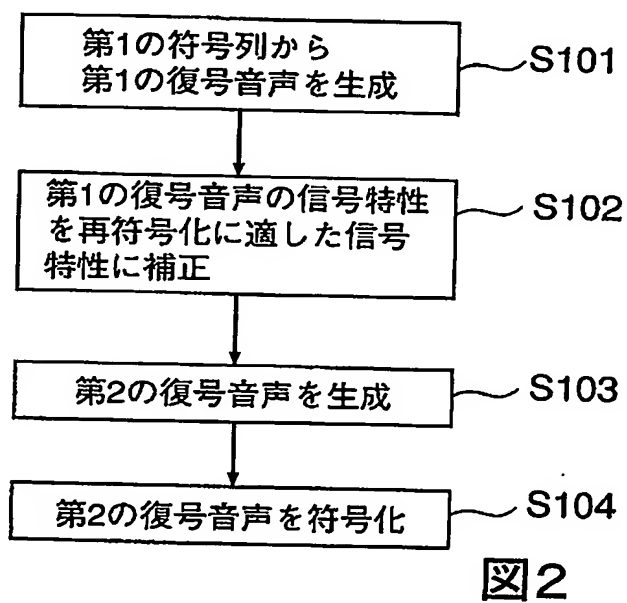 第1の符号列から
第1の復号音声を生成
S101
第1の復号音声の信号特性
を再符号化に適した信号
特性に補正
S102
第2の復号音声を生成
S103
第2の復号音声を符号化
S104
図2